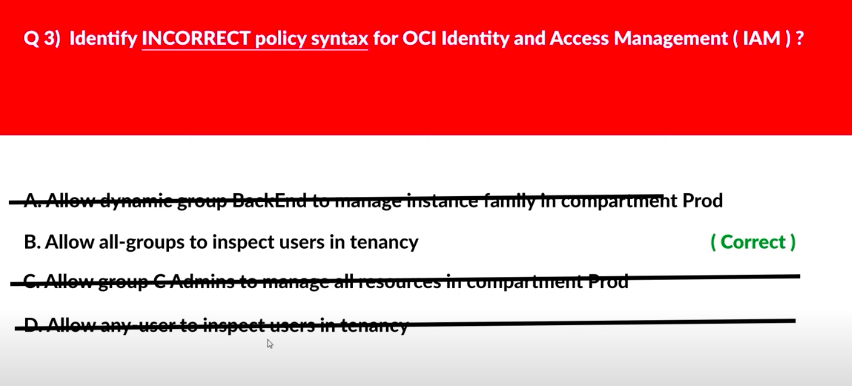 Q 3) Identify INCORRECT policy syntax for OCI Identity and Access Management ( IAM ) ?
A. Allow dynamic group BackEnd to manage instance family in compartment Prod
B. Allow all-groups to inspect users in tenancy
( Correct )
C. Allow group C Admins to manage all resources in compartment Prod
D. Allow any-user to inspect users in tenancy